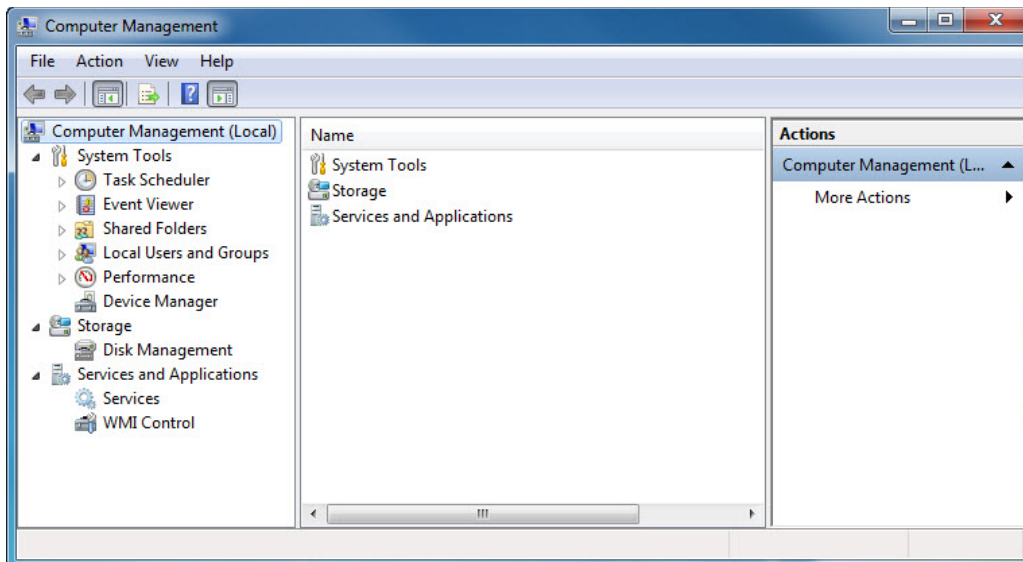 Computer Management
File Action View Help
Computer Management (Local)
System Tools
Task Scheduler
Event Viewer
Shared Folders
Local Users and Groups
Performance
Device Manager
Storage
Disk Management
Services and Applications
Services
WMI Control
Name
System Tools
Storage
Services and Applications
Actions
Computer Management (L...
More Actions